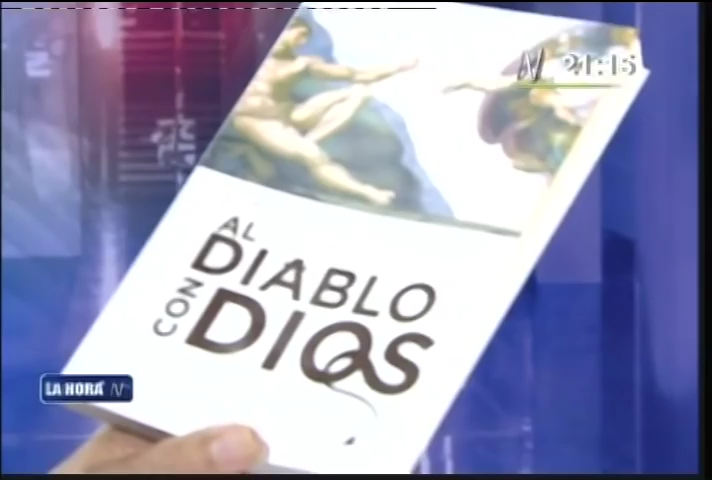 N 21:15
AL
DIABLO
CON
DIOS
LA HORA N